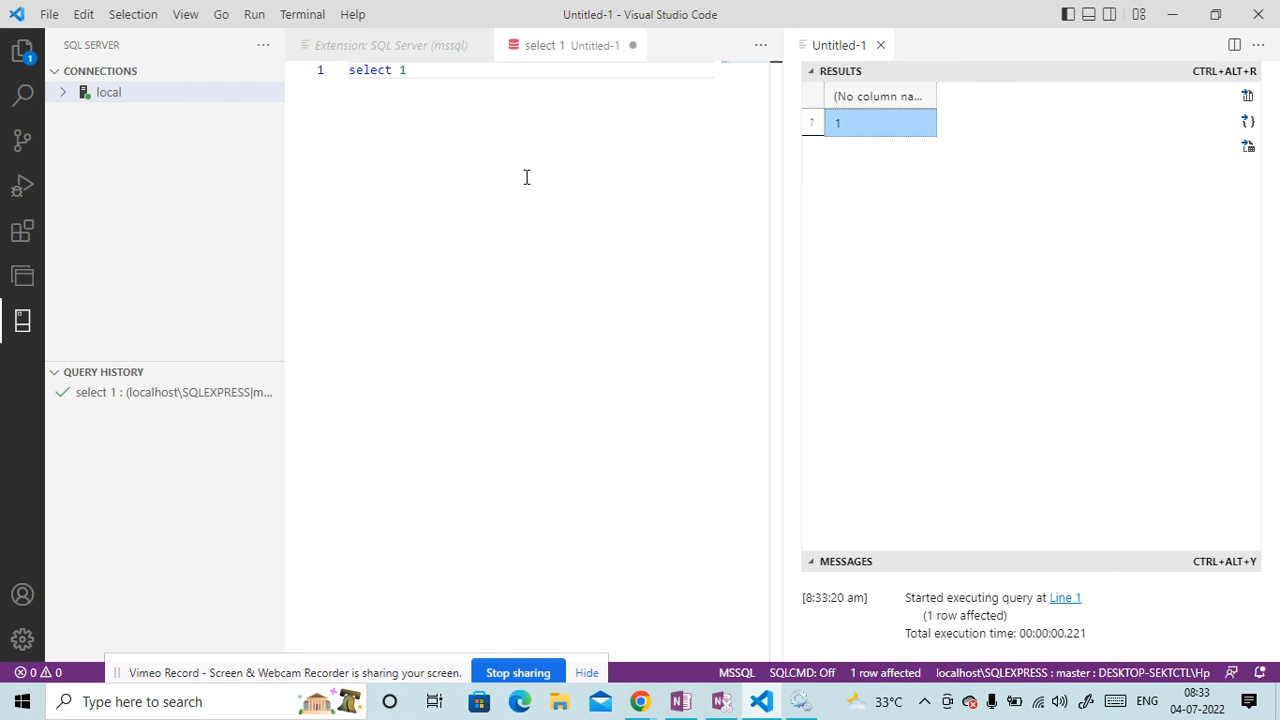 File Edit Selection View Go Run Terminal Help Untitled-1 - Visual Studio Code
SQL SERVER
Extension: SQL Server (mssql)
select 1 Untitled-1
Untitled-1
CONNECTIONS
local
1 select 1
RESULTS CTRL+ALT+R
(No column na...
1 1
1
QUERY HISTORY
select 1 : (localhost\SQLEXPRESS|m...
MESSAGES CTRL+ALT+Y
[8:33:20 am] Started executing query at Line 1
(1 row affected)
Total execution time: 00:00:00.221
0 0
Vimeo Record - Screen & Webcam Recorder is sharing your screen. Stop sharing Hide
MSSQL SQLCMD: Off 1 row affected localhost\SQLEXPRESS : master : DESKTOP-SEKTCTL\Hp
Type here to search
33°C
ENG
08:33
04-07-2022